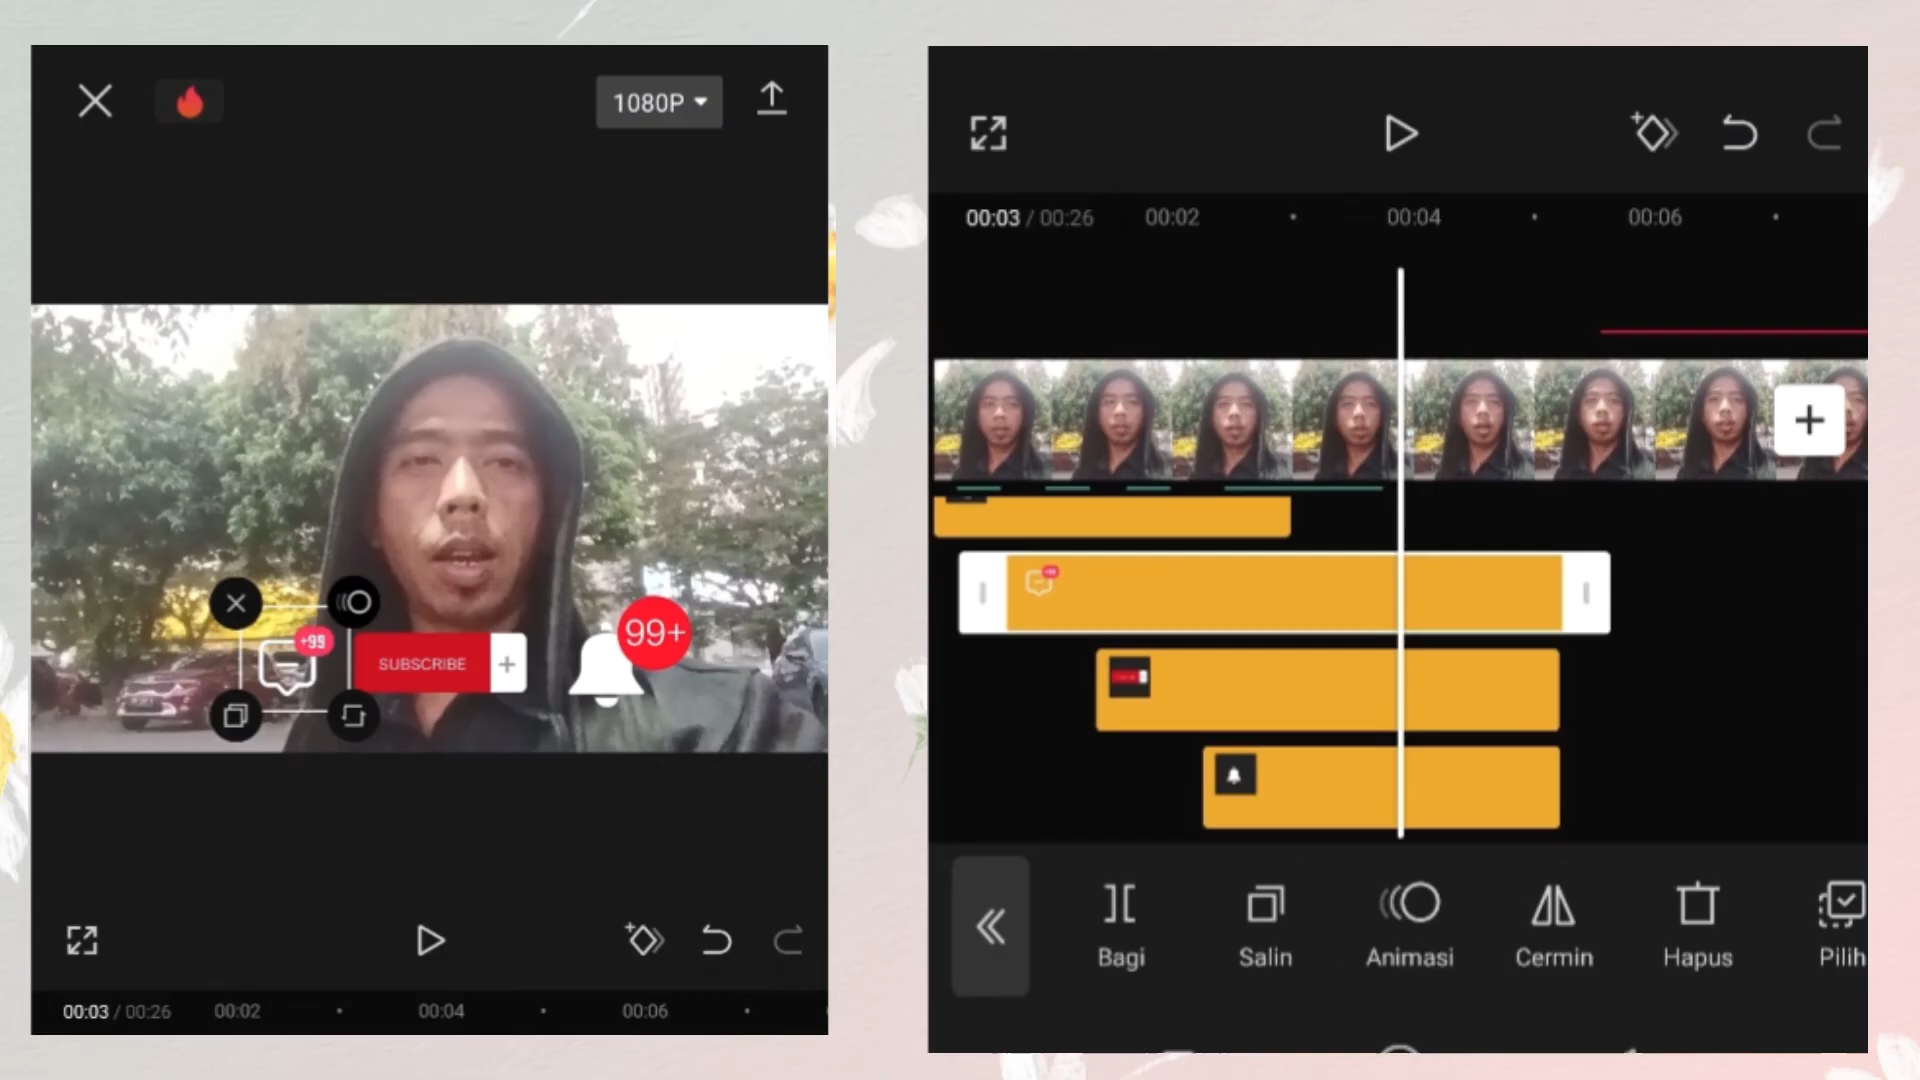 1080P
+99
SUBSCRIBE +
99+
00:03 / 00:26 00:02 00:04 00:06
00:03 / 00:26 00:02 00:04 00:06
Bagi Salin Animasi Cermin Hapus Pilih